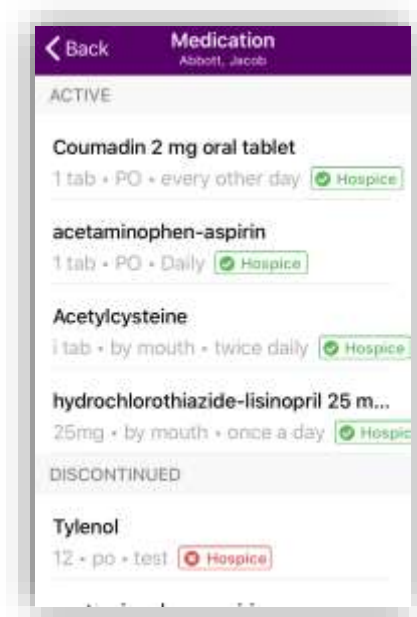 Back
Medication
Abbott, Jacob
ACTIVE
Coumadin 2 mg oral tablet
1 tab • PO • every other day Hospice
acetaminophen-aspirin
1 tab • PO • Daily Hospice
Acetylcysteine
i tab • by mouth • twice daily Hospice
hydrochlorothiazide-lisinopril 25 m...
25mg • by mouth • once a day Hospic
DISCONTINUED
Tylenol
12 • po • test Hospice